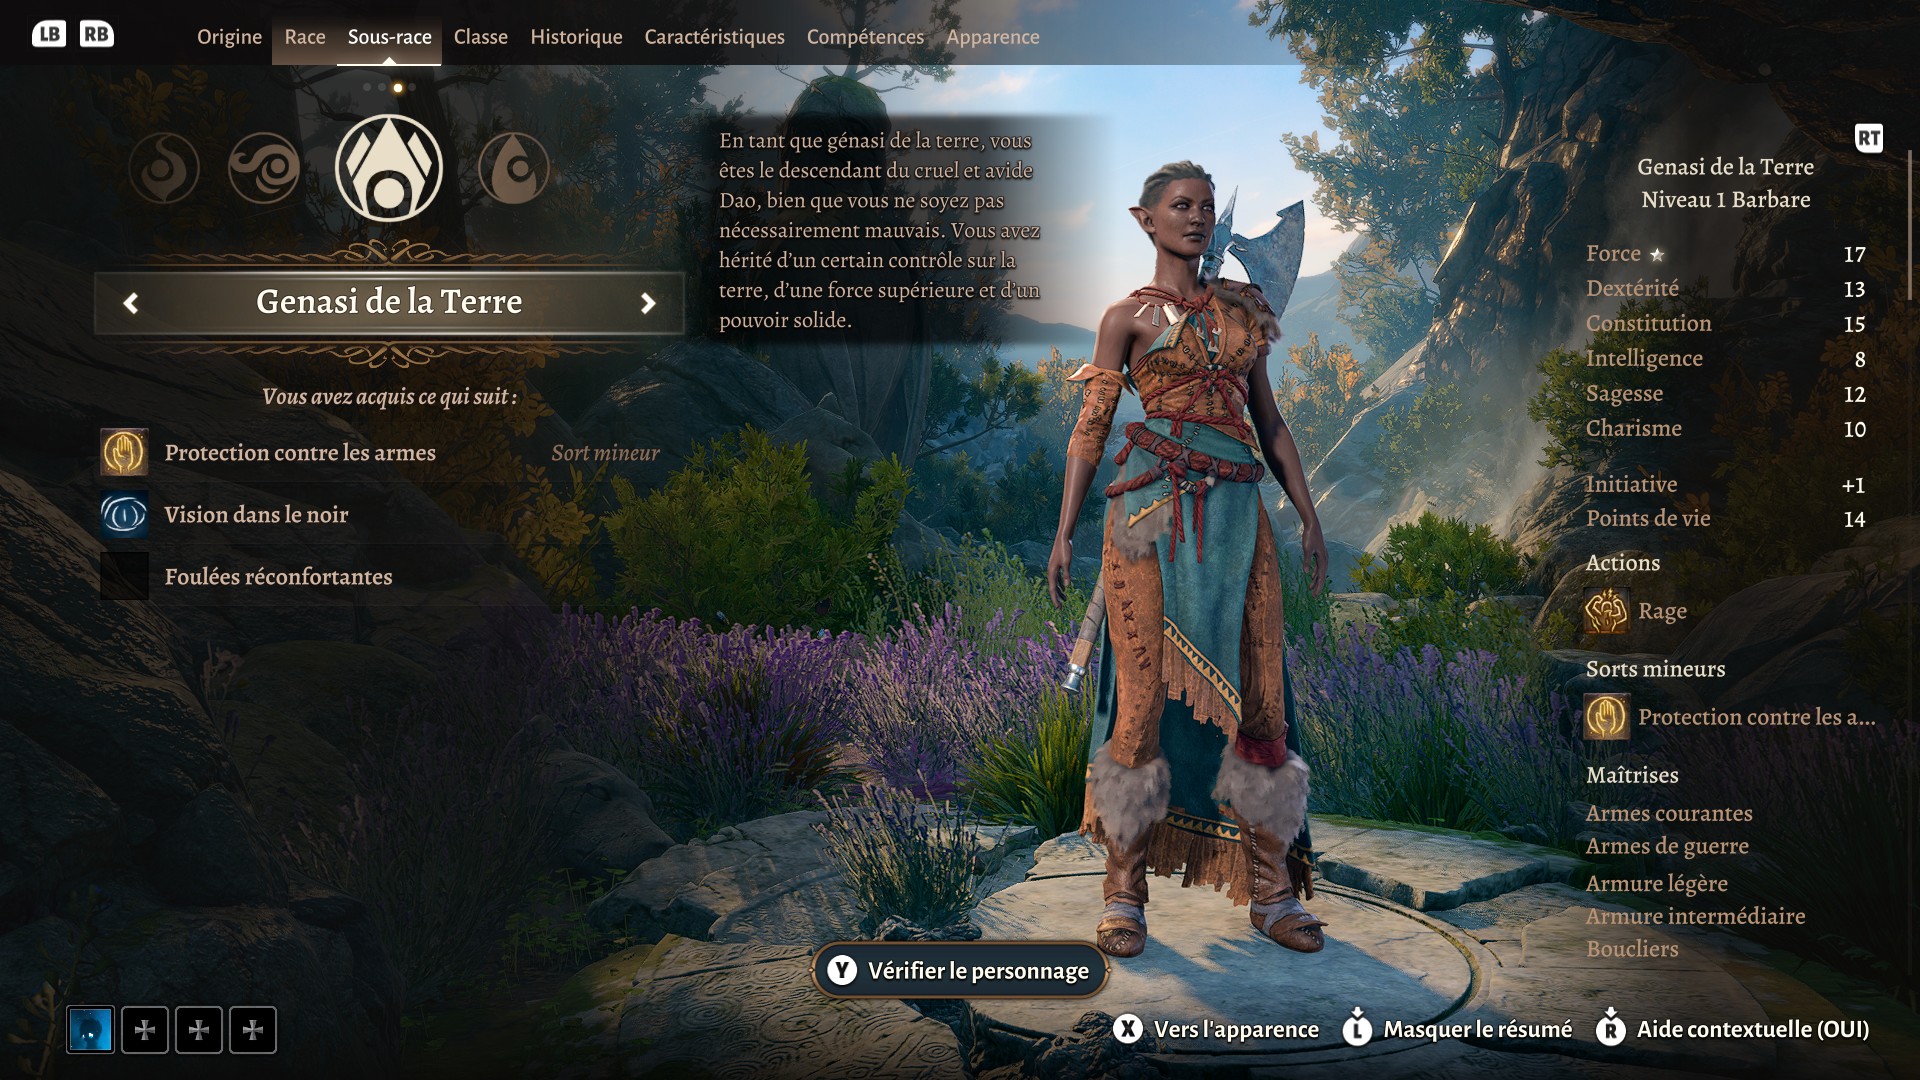 LB RB Origine Race Sous-race Classe Historique Caractéristiques Compétences Apparence
Genasi de la Terre
Vous avez acquis ce qui suit :
Protection contre les armes Sort mineur
Vision dans le noir
Foulées réconfortantes
En tant que génasi de la terre, vous
êtes le descendant du cruel et avide
Dao, bien que vous ne soyez pas
nécessairement mauvais. Vous avez
hérité d'un certain contrôle sur la
terre, d'une force supérieure et d'un
pouvoir solide.
RT
Genasi de la Terre
Niveau 1 Barbare
Force 17
Dextérité 13
Constitution 15
Intelligence 8
Sagesse 12
Charisme 10
Initiative +1
Points de vie 14
Actions
Rage
Sorts mineurs
Protection contre les a...
Maîtrises
Armes courantes
Armes de guerre
Armure légère
Armure intermédiaire
Boucliers
Y Vérifier le personnage
X Vers l'apparence L Masquer le résumé R Aide contextuelle (OUI)